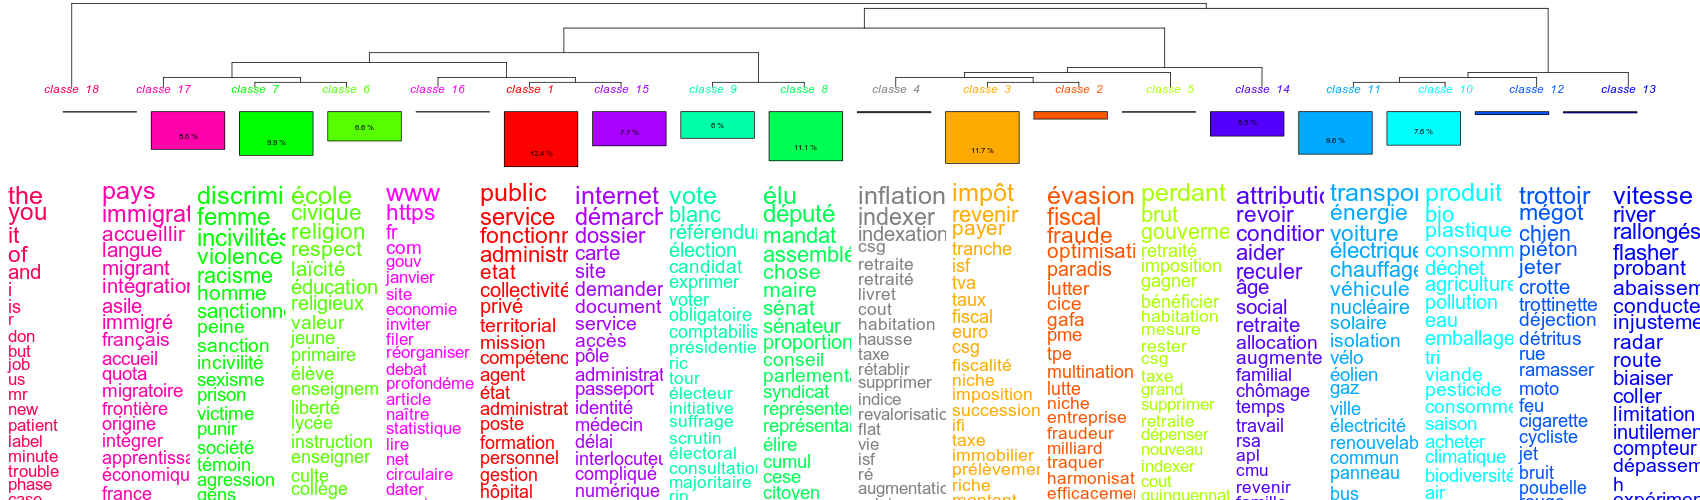 classe 18 classe 17 classe 7 classe 6 classe 16 classe 1 classe 15 classe 9 classe 8 classe 4 classe 3 classe 2 classe 5 classe 14 classe 11 classe 10 classe 12 classe 13
9.9 %
6.6 %
12.4 %
7.7 %
6 %
11.1 %
11.7 %
9.6 %
7.6 %
the
you
it
of
and
i
is
r
don
but
job
us
mr
new
patient
label
minute
trouble
phase
case
pays
immigrat
accueillir
langue
migrant
intégration
asile
immigré
français
accueil
quota
migratoire
frontière
origine
intégrer
apprentissa
économiqu
france
discrimi
femme
incivilités
violence
racisme
homme
sanctionn
peine
sanction
incivilité
sexisme
prison
victime
punir
société
témoin
agression
gens
école
civique
religion
respect
laïcité
éducation
religieux
valeur
jeune
primaire
élève
enseignem
liberté
lycée
instruction
enseigner
culte
collège
www
https
fr
com
gouv
janvier
site
economie
inviter
filer
réorganiser
debat
profondéme
article
naître
statistique
lire
net
circulaire
dater
public
service
fonctionn
administr
etat
collectivité
privé
territorial
mission
compétenc
agent
état
administrat
poste
formation
personnel
gestion
hôpital
internet
démarch
dossier
carte
site
demander
document
service
accès
pôle
administrat
passeport
identité
médecin
délai
interlocuteu
compliqué
numérique
vote
blanc
référendu
élection
candidat
exprimer
voter
obligatoire
comptabilis
présidentie
ric
tour
électeur
initiative
suffrage
scrutin
électoral
consultation
majoritaire
rip
élu
député
mandat
assemblé
chose
maire
sénat
sénateur
proportion
conseil
parlementa
syndicat
représenter
représentan
élire
cumul
cese
citoyen
inflation
indexer
indexation
csg
retraite
retraité
livret
cout
habitation
hausse
taxe
rétablir
supprimer
indice
revalorisatio
flat
vie
isf
ré
augmentatio
impôt
revenir
payer
tranche
isf
tva
taux
fiscal
euro
csg
fiscalité
niche
imposition
succession
ifi
taxe
immobilier
riche
prélèvemer
montant
évasion
fiscal
fraude
optimisati
paradis
lutter
cice
gafa
pme
tpe
multination
lutte
niche
entreprise
fraudeur
milliard
traquer
harmonisat
efficacemei
perdant
brut
gouverne
retraité
imposition
gagner
bénéficier
habitation
mesure
rester
csg
taxe
grand
supprimer
retraite
dépenser
nouveau
indexer
cout
quinquennat
attributio
revoir
condition
aider
reculer
âge
social
retraite
allocation
augmente
familial
chômage
temps
travail
rsa
apl
cmu
revenir
famille
transpor
énergie
voiture
électrique
chauffage
véhicule
nucléaire
solaire
isolation
vélo
éolien
gaz
ville
électricité
renouvelab
commun
panneau
bus
produit
bio
plastique
consomm
déchet
agriculture
pollution
eau
emballage
tri
viande
pesticide
consomme
saison
acheter
climatique
biodiversité
air
trottoir
mégot
chien
piéton
jeter
crotte
trottinette
déjection
détritus
rue
ramasser
moto
feu
cigarette
cycliste
jet
bruit
poubelle
rouge
vitesse
river
rallongés
flasher
probant
abaissem
conducte
injusteme
radar
route
biaiser
coller
limitation
inutilemen
compteur
dépassem
h
expérimer